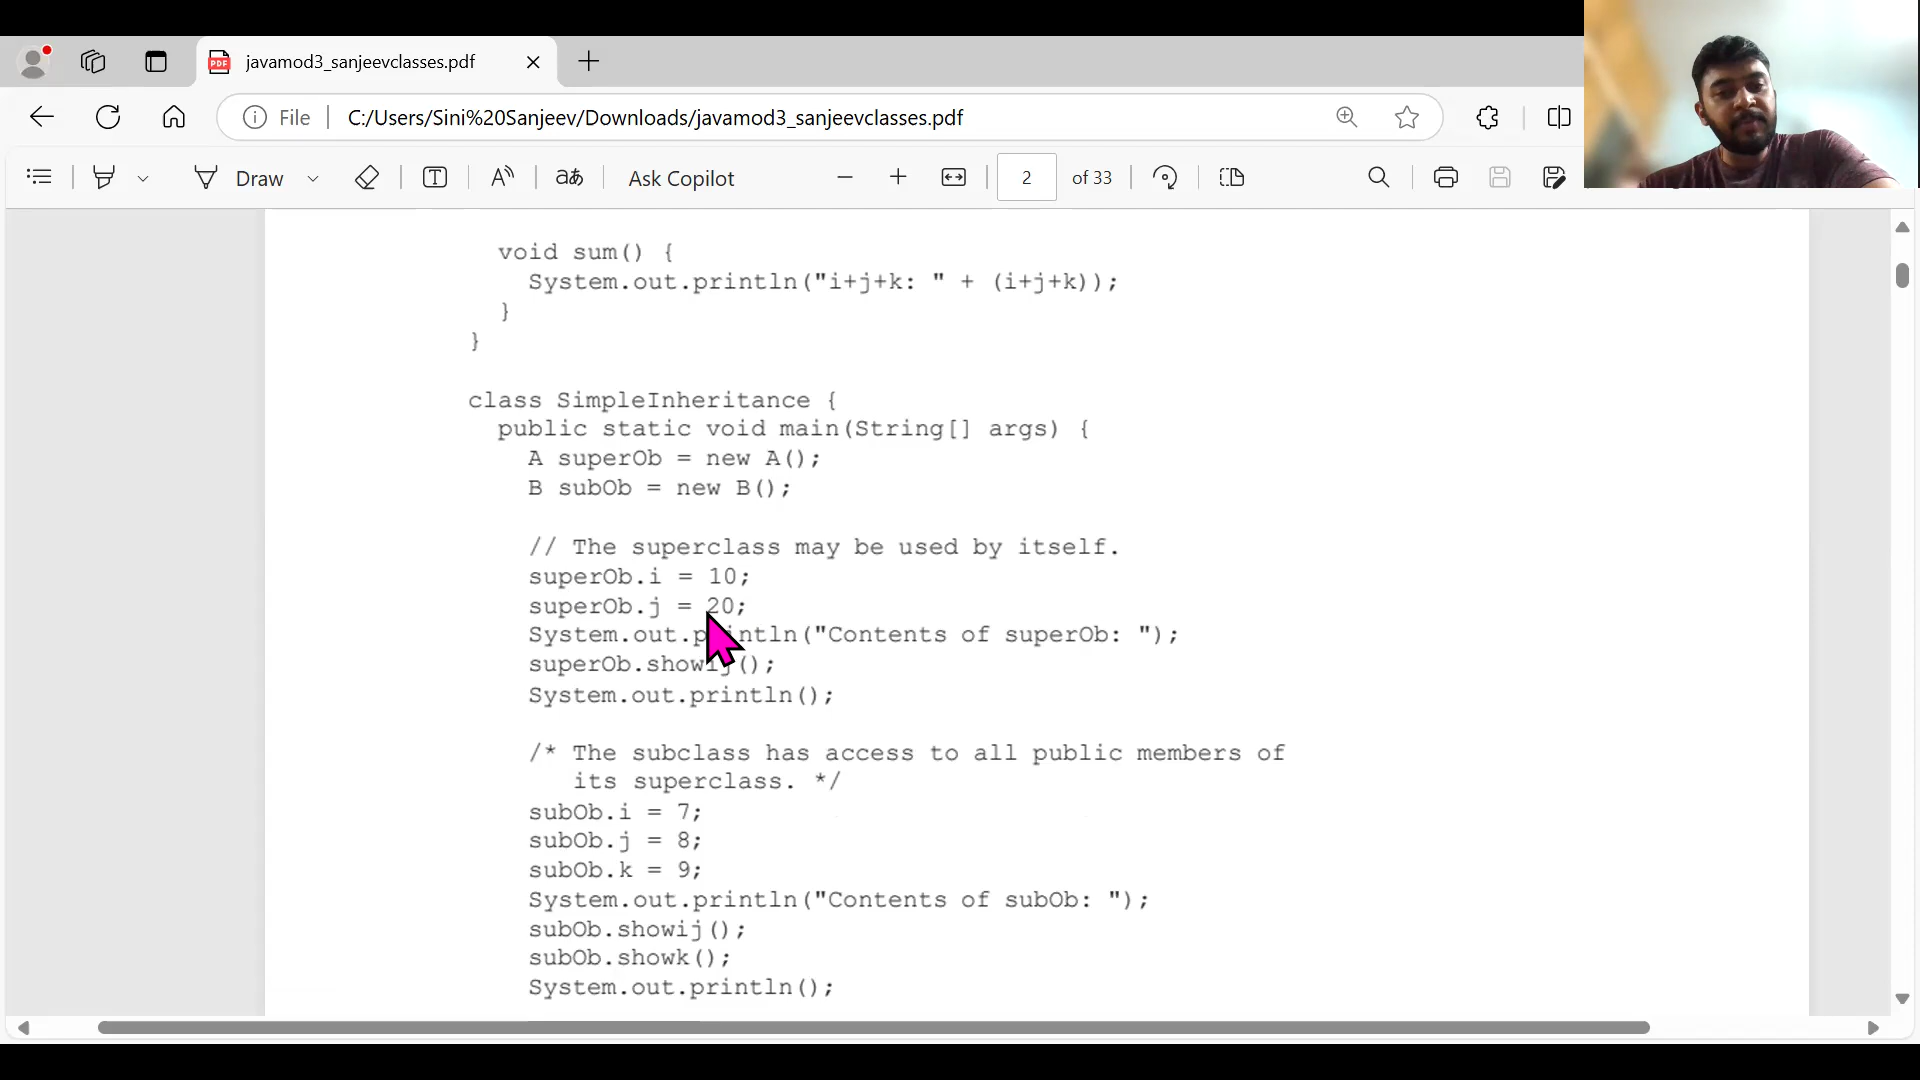 javamod3_sanjeevclasses.pdf
File
C:/Users/Sini%20Sanjeev/Downloads/javamod3_sanjeevclasses.pdf
Draw
aあ
Ask Copilot
2 of 33
void sum() {
System.out.println("i+j+k: " + (i+j+k));
}
}
class SimpleInheritance {
public static void main(String[] args) {
A superOb = new A();
B subOb = new B();
// The superclass may be used by itself.
superOb.i = 10;
superOb.j = 20;
System.out.println("Contents of superOb: ");
superOb.showij();
System.out.println();
/* The subclass has access to all public members of
its superclass. */
subOb.i = 7;
subOb.j = 8;
subOb.k = 9;
System.out.println("Contents of subOb: ");
subOb.showij();
subOb.showk();
System.out.println();